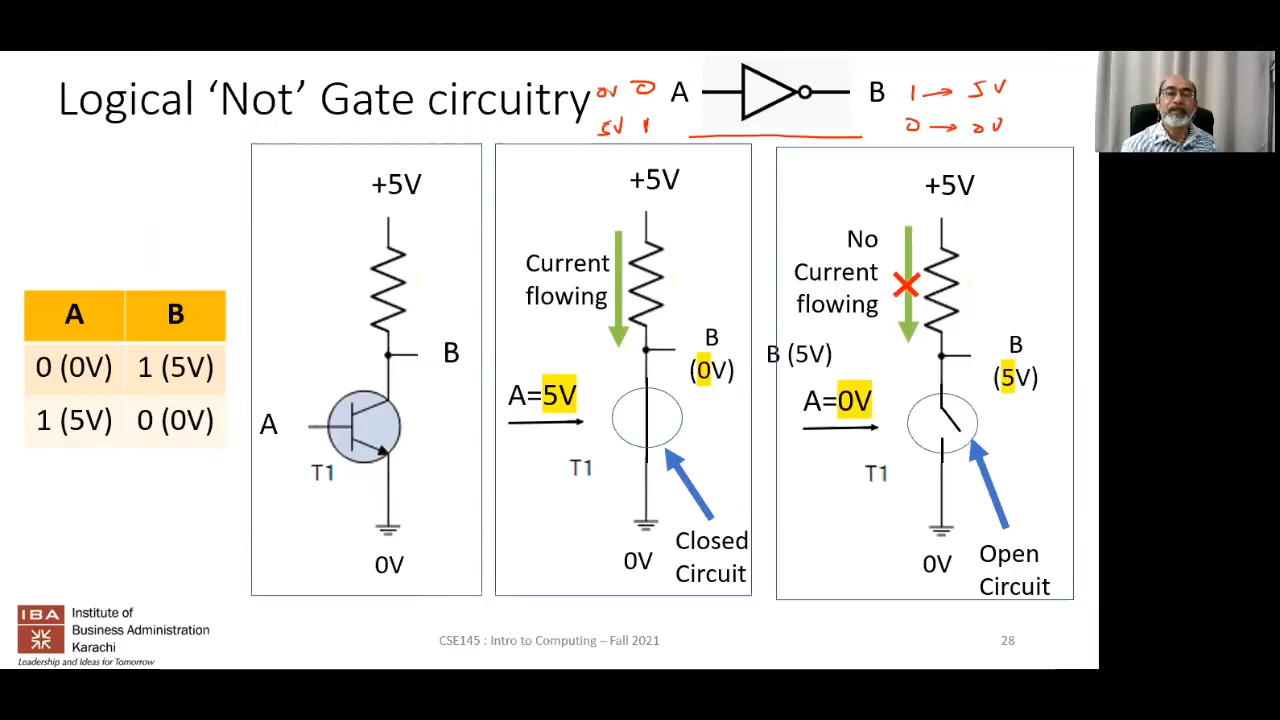 Logical 'Not' Gate circuitry
0V 0 A B 1 → 5V
5V 1 0 → 0V
A B
0 (0V) 1 (5V)
1 (5V) 0 (0V)
+5V
B
A
T1
0V
+5V
Current
flowing
B
(0V)
A=5V
T1
0V
Closed
Circuit
+5V
No
Current
flowing
B (5V)
B
(5V)
A=0V
T1
0V
Open
Circuit
IBA
Institute of
Business Administration
Karachi
Leadership and Ideas for Tomorrow
CSE145 : Intro to Computing – Fall 2021
28